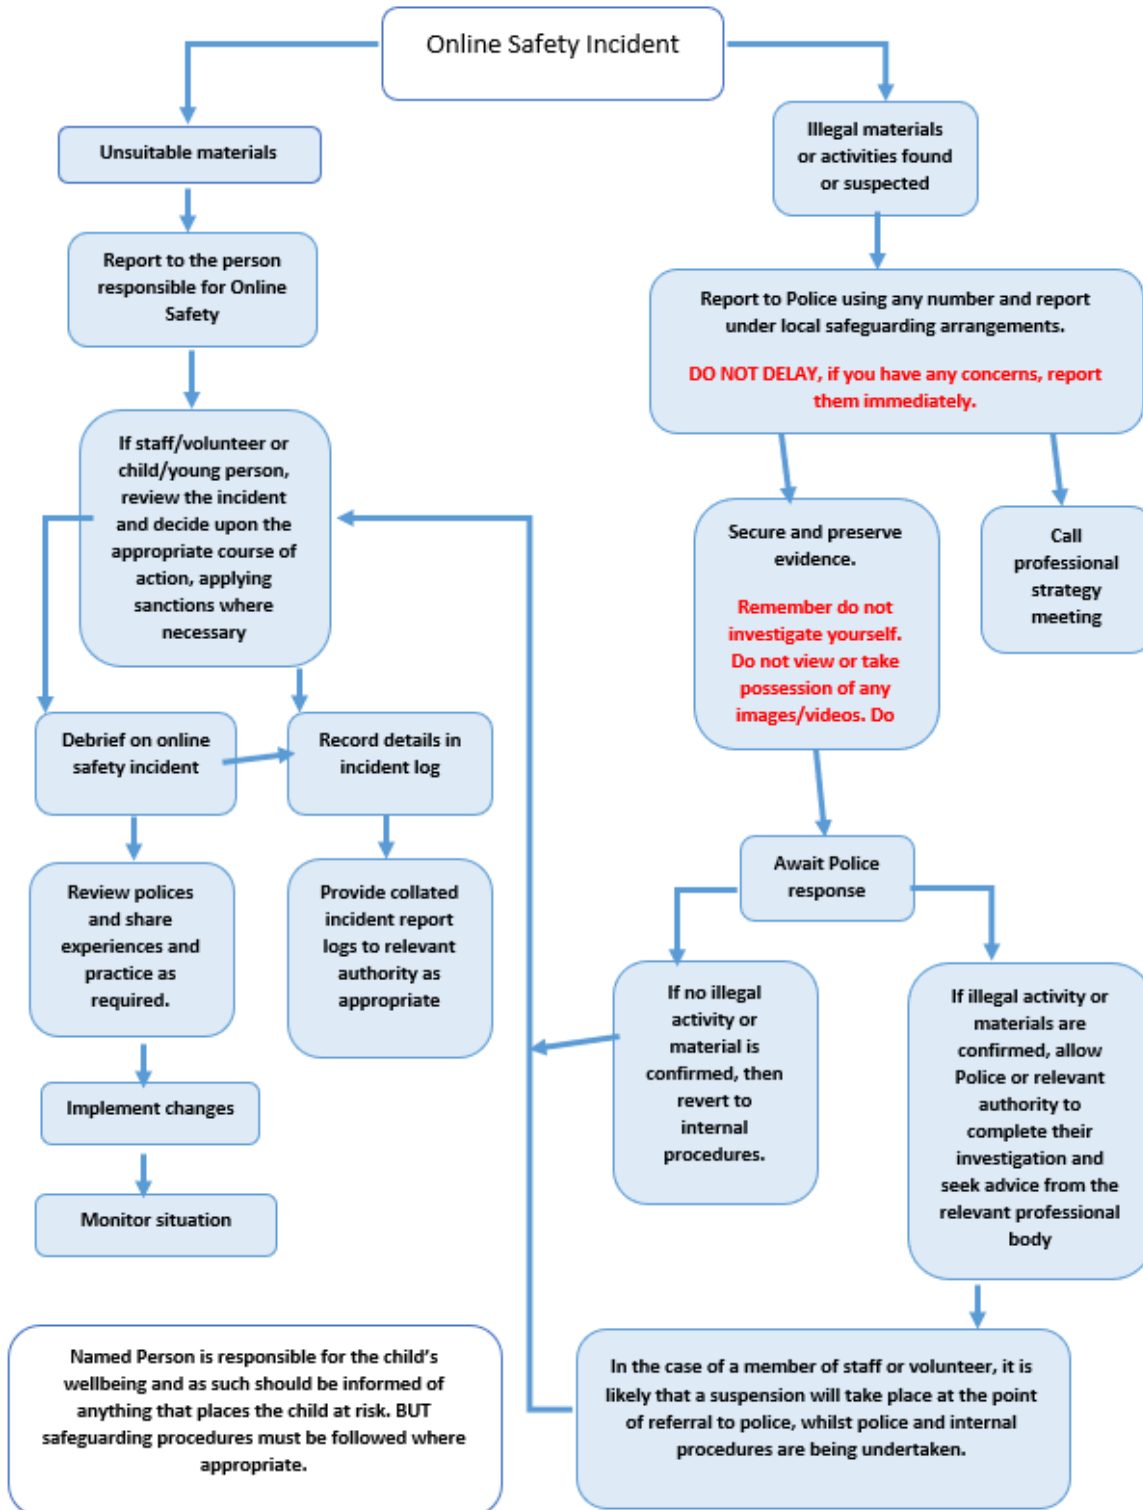 Online Safety Incident
Unsuitable materials
Report to the person
responsible for Online
Safety
If staff/volunteer or
child/young person,
review the incident
and decide upon the
appropriate course of
action, applying
sanctions where
necessary
Debrief on online
safety incident
Record details in
incident log
Review polices
and share
experiences and
practice as
required.
Provide collated
incident report
logs to relevant
authority as
appropriate
Implement changes
Monitor situation
Illegal materials
or activities found
or suspected
Report to Police using any number and report
under local safeguarding arrangements.
DO NOT DELAY, if you have any concerns, report
them immediately.
Secure and preserve
evidence.
Remember do not
investigate yourself.
Do not view or take
possession of any
images/videos. Do
Call
professional
strategy
meeting
Await Police
response
If no illegal
activity or
material is
confirmed, then
revert to
internal
procedures.
If illegal activity or
materials are
confirmed, allow
Police or relevant
authority to
complete their
investigation and
seek advice from the
relevant professional
body
In the case of a member of staff or volunteer, it is
likely that a suspension will take place at the point
of referral to police, whilst police and internal
procedures are being undertaken.
Named Person is responsible for the child’s
wellbeing and as such should be informed of
anything that places the child at risk. BUT
safeguarding procedures must be followed where
appropriate.